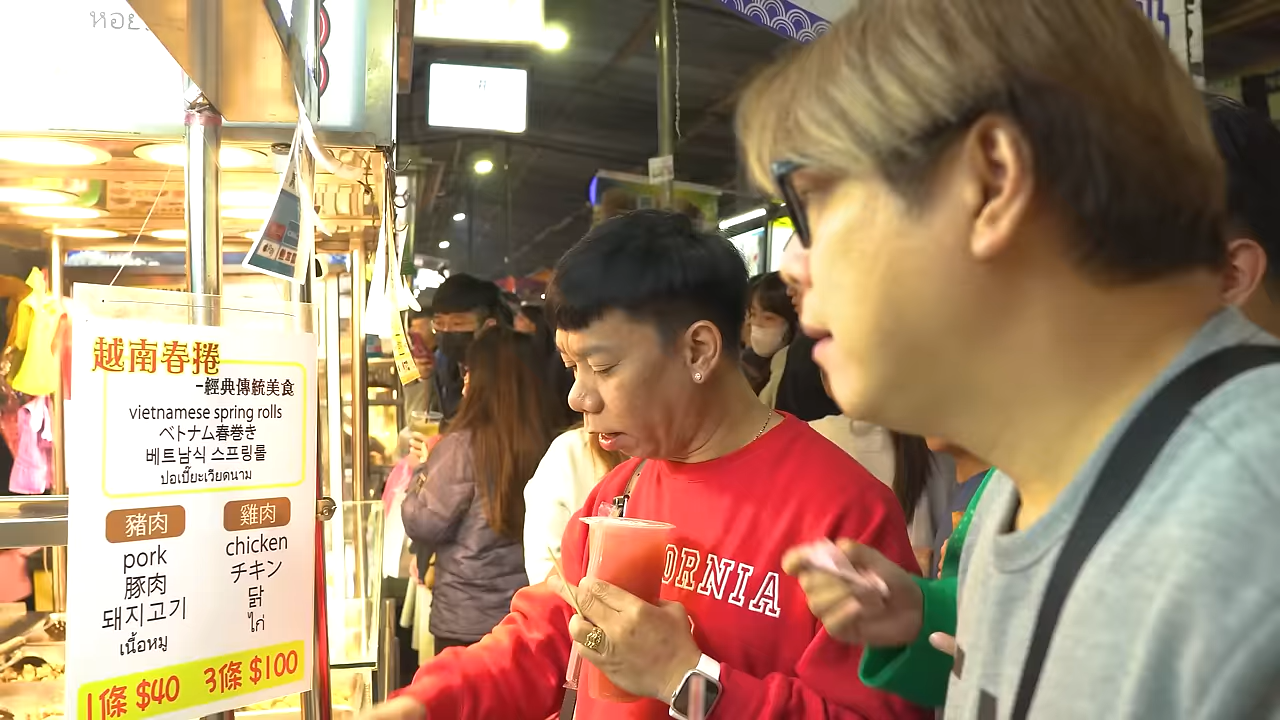 หอย
越南春捲
-經典傳統美食
vietnamese spring rolls
ベトナム春巻き
베트남식 스프링롤
ปอเปี๊ยะเวียดนาม
豬肉
pork
豚肉
돼지고기
เนื้อหมู
雞肉
chicken
チキン
닭
ไก่
1條 $40 3條 $100
ORNIA